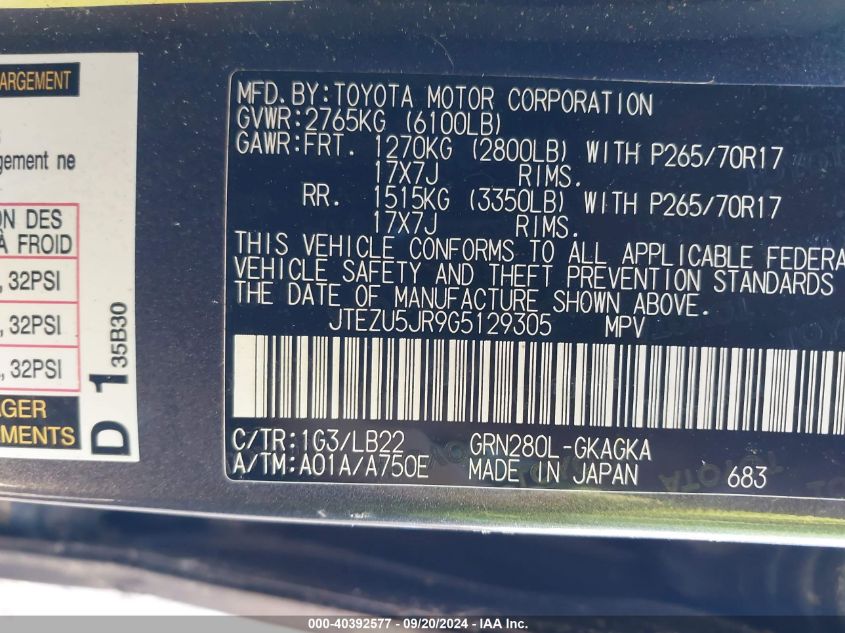 ARGEMENT
gement ne
ON DES
À FROID
, 32PSI
, 32PSI
, 32PSI
AGER
EMENTS
D 1 35B30
MFD.BY:TOYOTA MOTOR CORPORATION
GVWR:2765KG (6100LB)
GAWR:FRT. 1270KG (2800LB) WITH P265/70R17
17X7J RIMS.
RR. 1515KG (3350LB) WITH P265/70R17
17X7J RIMS.
THIS VEHICLE CONFORMS TO ALL APPLICABLE FEDERA
VEHICLE SAFETY AND THEFT PREVENTION STANDARDS
THE DATE OF MANUFACTURE SHOWN ABOVE.
JTEZU5JR9G5129305 MPV
C/TR:1G3/LB22 GRN280L-GKAGKA
A/TM:A01A/A750E MADE IN JAPAN 683
000-40392577 - 09/20/2024 - IAA Inc.